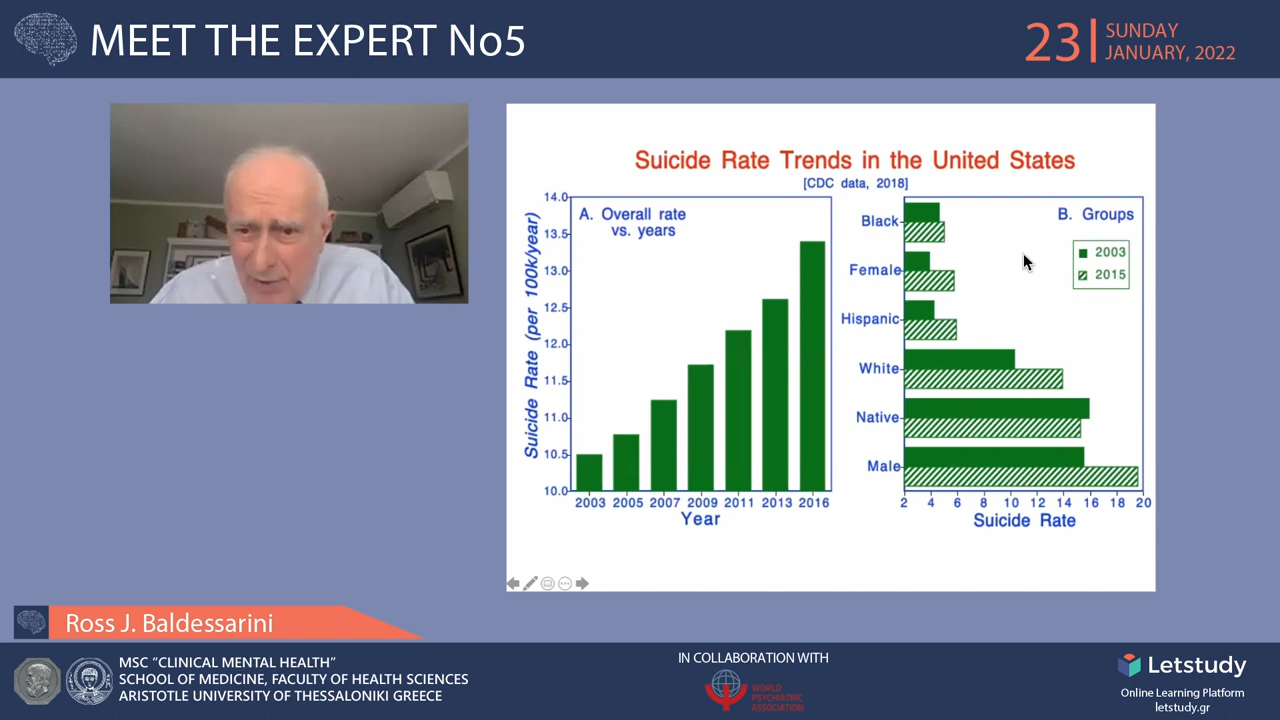 MEET THE EXPERT No5
23
SUNDAY
JANUARY, 2022
Suicide Rate Trends in the United States
[CDC data, 2018]
A. Overall rate
vs. years
Suicide Rate (per 100k/year)
14.0
13.5
13.0
12.5
12.0
11.5
11.0
10.5
10.0
2003 2005 2007 2009 2011 2013 2016
Year
B. Groups
2003
2015
Black
Female
Hispanic
White
Native
Male
2 4 6 8 10 12 14 16 18 20
Suicide Rate
Ross J. Baldessarini
MSC “CLINICAL MENTAL HEALTH”
SCHOOL OF MEDICINE, FACULTY OF HEALTH SCIENCES
ARISTOTLE UNIVERSITY OF THESSALONIKI GREECE
IN COLLABORATION WITH
WORLD
PSYCHIATRIC
ASSOCIATION
Letstudy
Online Learning Platform
letstudy.gr